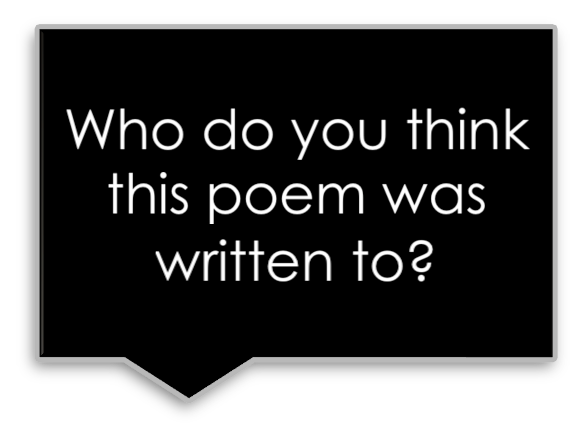 Who do you think
this poem was
written to?